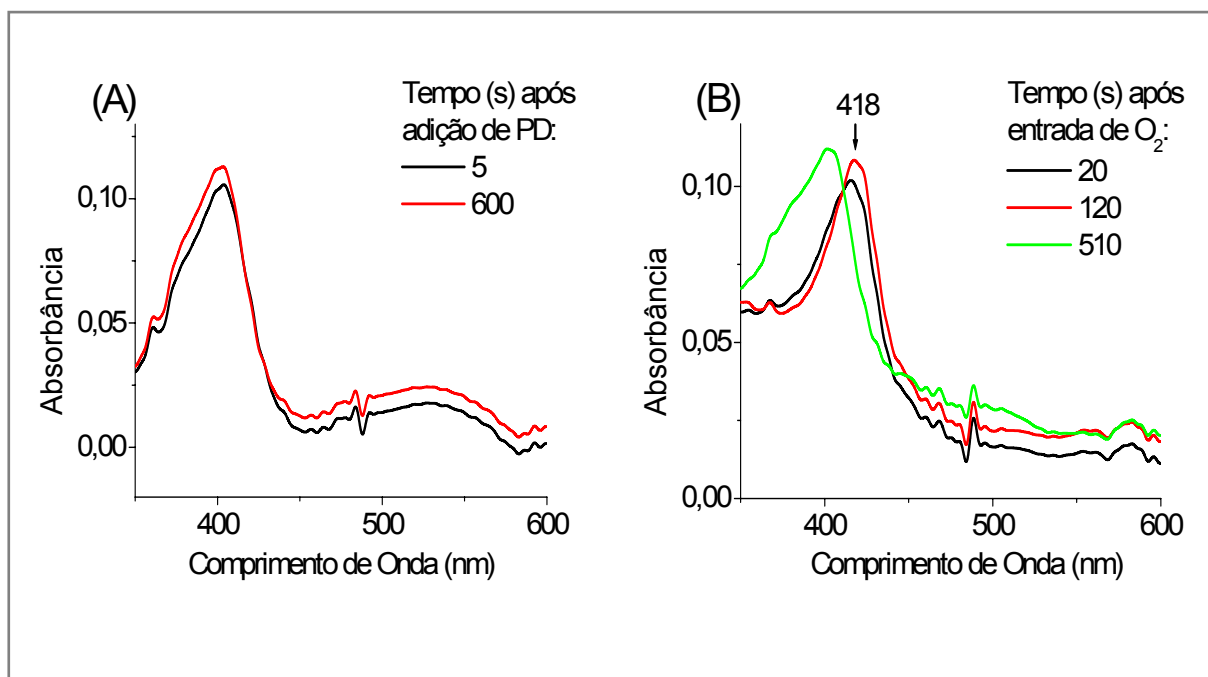 (A)
Tempo (s) após
adição de PD:
5
600
0,10
0,05
0,00
Absorbância
400
500
600
Comprimento de Onda (nm)
(B)
418
Tempo (s) após
entrada de O₂:
20
120
510
0,10
0,05
0,00
Absorbância
400
500
600
Comprimento de Onda (nm)